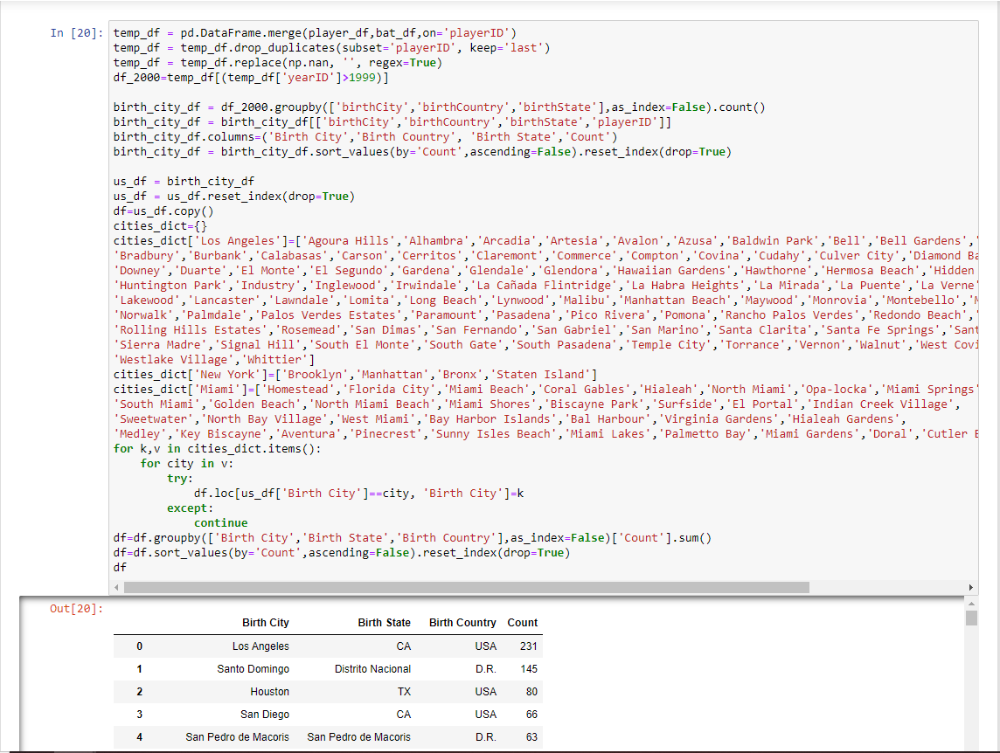 In [20]:
temp_df = pd.DataFrame.merge(player_df,bat_df,on='playerID')
temp_df = temp_df.drop_duplicates(subset='playerID', keep='last')
temp_df = temp_df.replace(np.nan, '', regex=True)
df_2000=temp_df[(temp_df['yearID']>1999)]
birth_city_df = df_2000.groupby(['birthCity','birthCountry','birthState'],as_index=False).count()
birth_city_df = birth_city_df[['birthCity','birthCountry','birthState','playerID']]
birth_city_df.columns=('Birth City','Birth Country', 'Birth State','Count')
birth_city_df = birth_city_df.sort_values(by='Count',ascending=False).reset_index(drop=True)
us_df = birth_city_df
us_df = us_df.reset_index(drop=True)
df=us_df.copy()
cities_dict={}
cities_dict['Los Angeles']=['Agoura Hills','Alhambra','Arcadia','Artesia','Avalon','Azusa','Baldwin Park','Bell','Bell Gardens','
'Bradbury','Burbank','Calabasas','Carson','Cerritos','Claremont','Commerce','Compton','Covina','Cudahy','Culver City','Diamond Ba
'Downey','Duarte','El Monte','El Segundo','Gardena','Glendale','Glendora','Hawaiian Gardens','Hawthorne','Hermosa Beach','Hidden
'Huntington Park','Industry','Inglewood','Irwindale','La Cañada Flintridge','La Habra Heights','La Mirada','La Puente','La Verne'
'Lakewood','Lancaster','Lawndale','Lomita','Long Beach','Lynwood','Malibu','Manhattan Beach','Maywood','Monrovia','Montebello','M
'Norwalk','Palmdale','Palos Verdes Estates','Paramount','Pasadena','Pico Rivera','Pomona','Rancho Palos Verdes','Redondo Beach','
'Rolling Hills Estates','Rosemead','San Dimas','San Fernando','San Gabriel','San Marino','Santa Clarita','Santa Fe Springs','Sant
'Sierra Madre','Signal Hill','South El Monte','South Gate','South Pasadena','Temple City','Torrance','Vernon','Walnut','West Covi
'Westlake Village','Whittier']
cities_dict['New York']=['Brooklyn','Manhattan','Bronx','Staten Island']
cities_dict['Miami']=['Homestead','Florida City','Miami Beach','Coral Gables','Hialeah','North Miami','Opa-locka','Miami Springs'
'South Miami','Golden Beach','North Miami Beach','Miami Shores','Biscayne Park','Surfside','El Portal','Indian Creek Village',
'Sweetwater','North Bay Village','West Miami','Bay Harbor Islands','Bal Harbour','Virginia Gardens','Hialeah Gardens',
'Medley','Key Biscayne','Aventura','Pinecrest','Sunny Isles Beach','Miami Lakes','Palmetto Bay','Miami Gardens','Doral','Cutler B
for k,v in cities_dict.items():
for city in v:
try:
df.loc[us_df['Birth City']==city, 'Birth City']=k
except:
continue
df=df.groupby(['Birth City','Birth State','Birth Country'],as_index=False)['Count'].sum()
df=df.sort_values(by='Count',ascending=False).reset_index(drop=True)
df
Out[20]:
Birth City Birth State Birth Country Count
0 Los Angeles CA USA 231
1 Santo Domingo Distrito Nacional D.R. 145
2 Houston TX USA 80
3 San Diego CA USA 66
4 San Pedro de Macoris San Pedro de Macoris D.R. 63